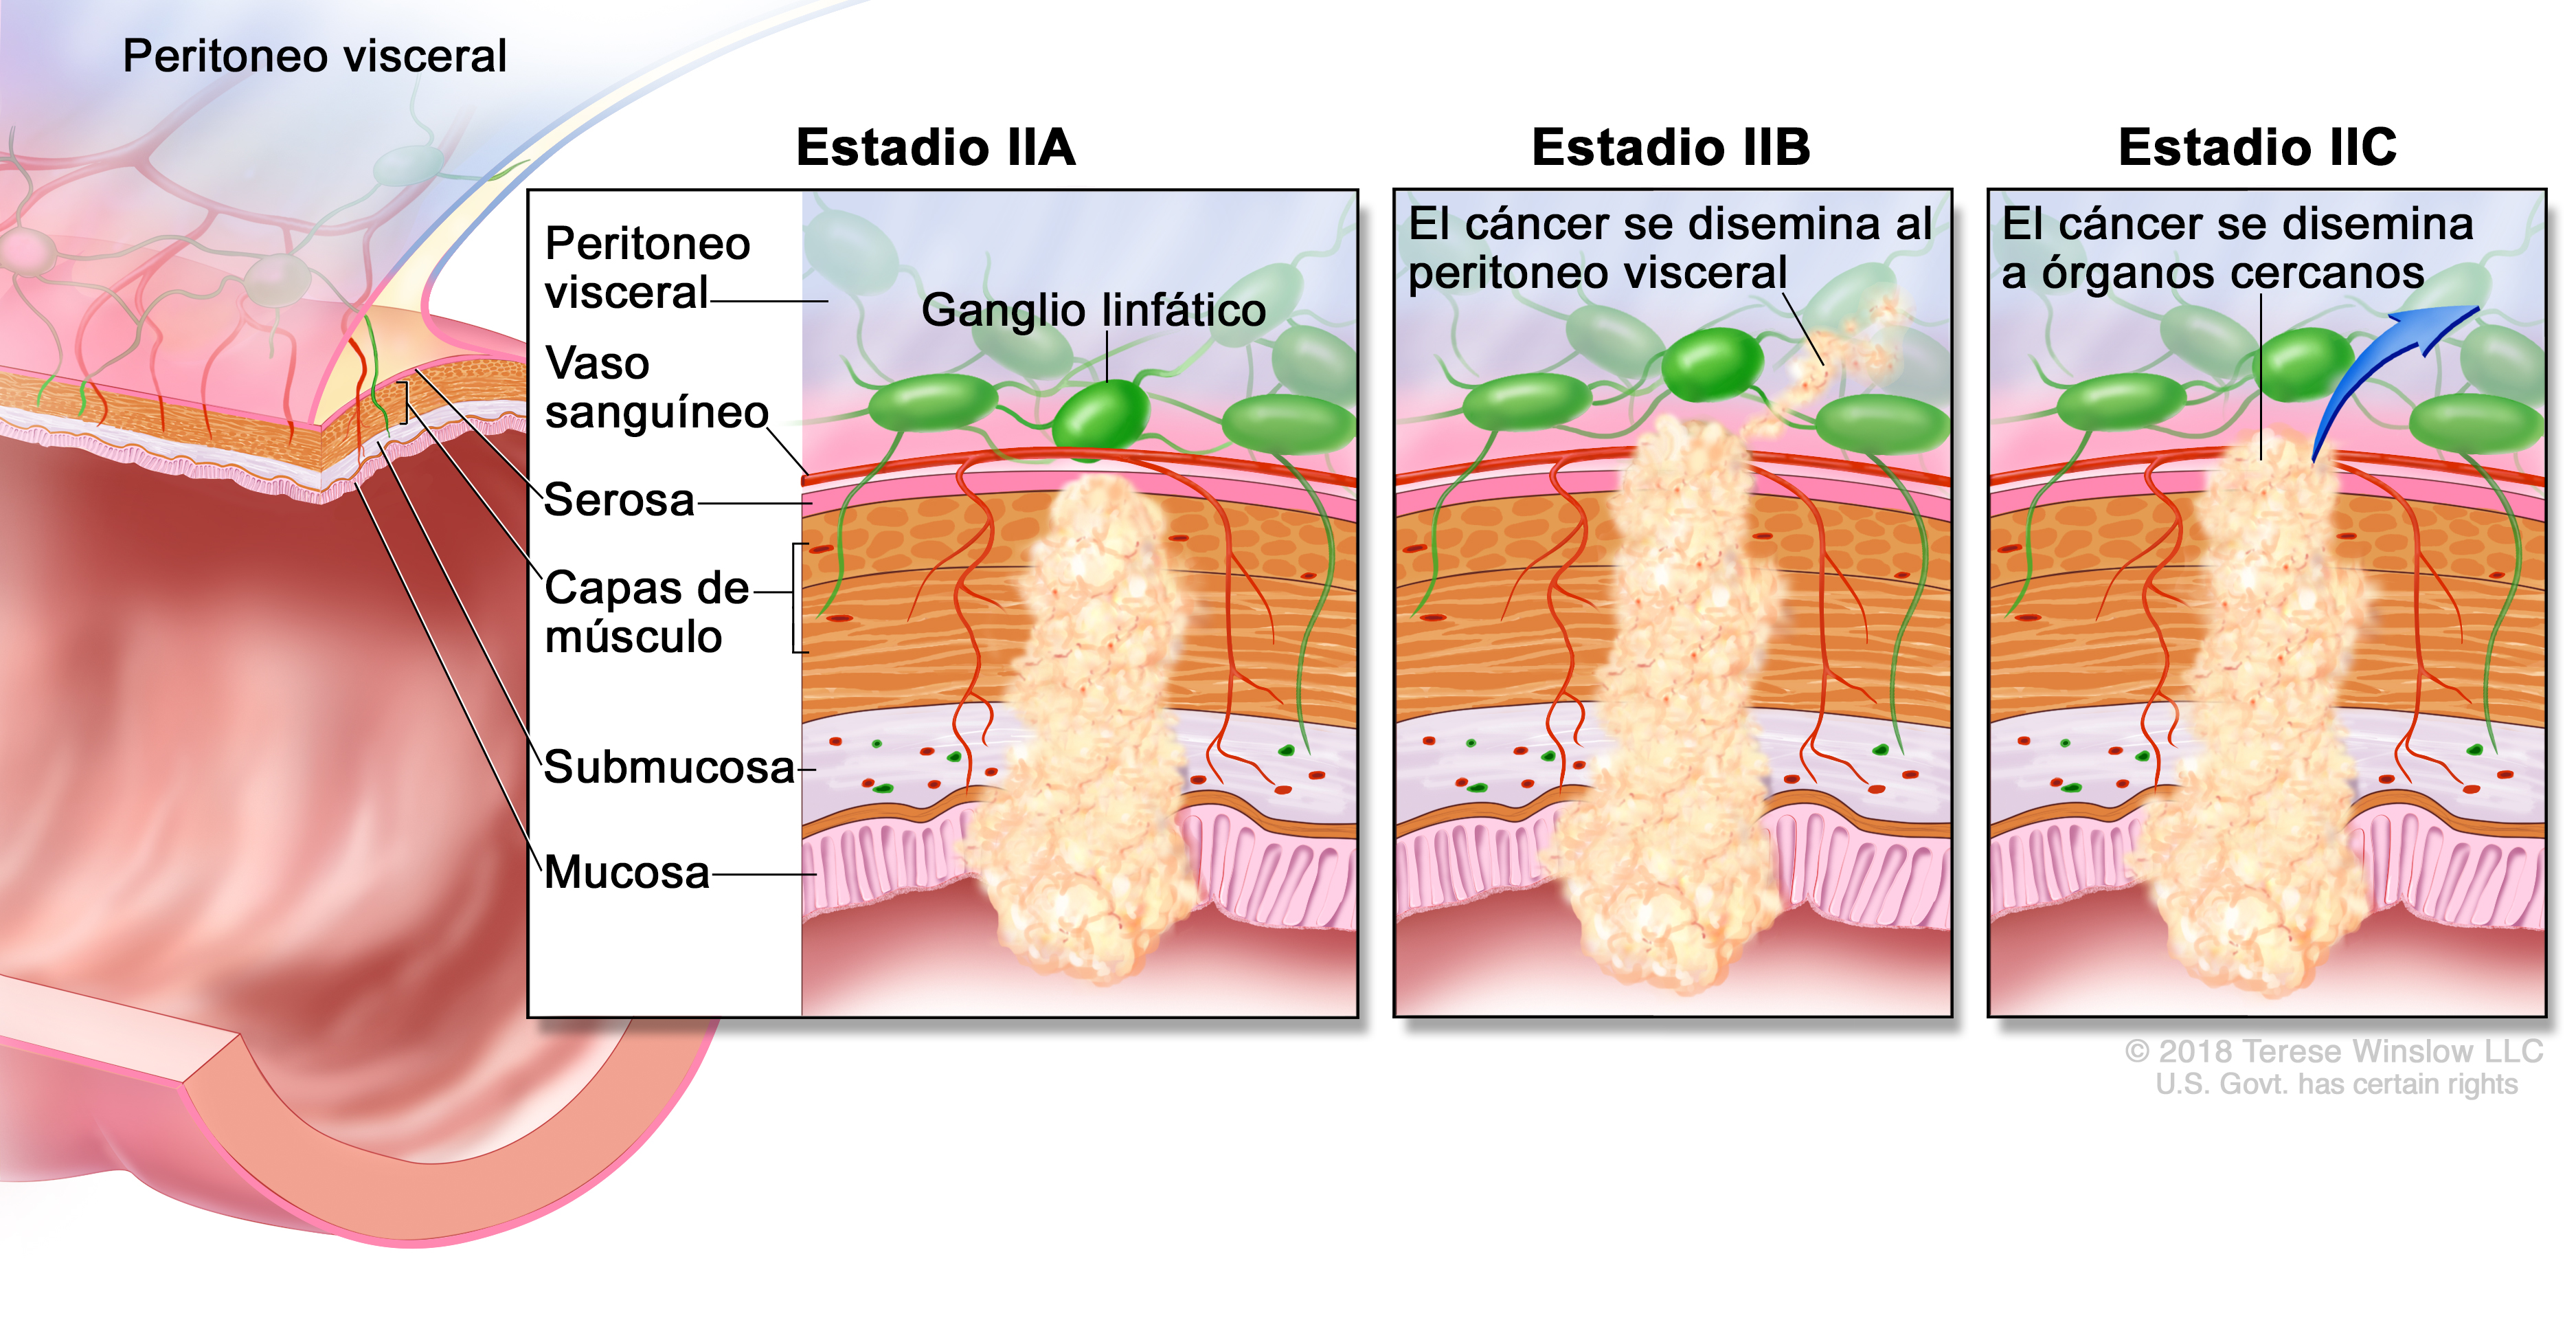 Peritoneo visceral
Estadio IIA
Peritoneo
visceral
Ganglio linfático
Vaso
sanguíneo
Serosa
Capas de
músculo
Submucosa
Mucosa
Estadio IIB
El cáncer se disemina al
peritoneo visceral
Estadio IIC
El cáncer se disemina
a órganos cercanos
© 2018 Terese Winslow LLC
U.S. Govt. has certain rights